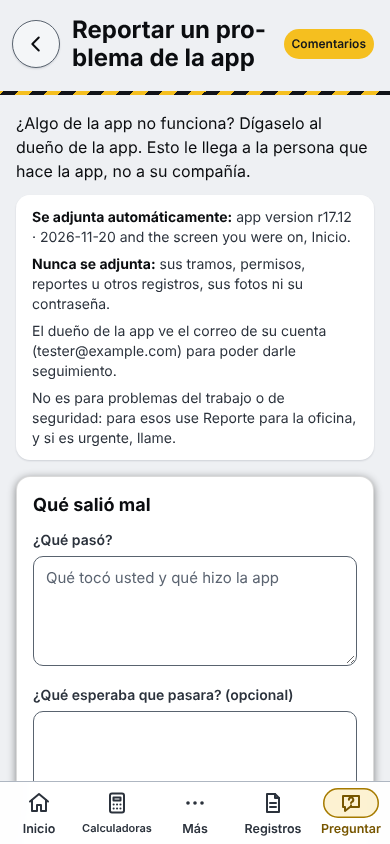 Reportar un pro-
blema de la app
Comentarios
¿Algo de la app no funciona? Dígaselo al
dueño de la app. Esto le llega a la persona que
hace la app, no a su compañía.
Se adjunta automáticamente: app version r17.12
· 2026-11-20 and the screen you were on, Inicio.
Nunca se adjunta: sus tramos, permisos,
reportes u otros registros, sus fotos ni su
contraseña.
El dueño de la app ve el correo de su cuenta
(tester@example.com) para poder darle
seguimiento.
No es para problemas del trabajo o de
seguridad: para esos use Reporte para la oficina,
y si es urgente, llame.
Qué salió mal
¿Qué pasó?
Qué tocó usted y qué hizo la app
¿Qué esperaba que pasara? (opcional)
Inicio
Calculadoras
Más
Registros
Preguntar